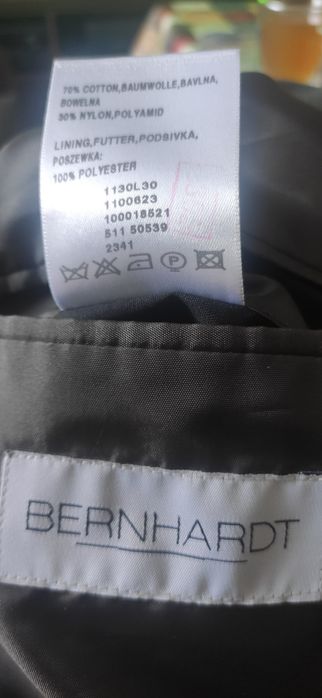 70% COTTON,BAUMWOLLE,BAVLNA,
BOWELNA
30% NYLON,POLYAMID
LINING,FUTTER,PODSIVKA,
POSZEWKA:
100% POLYESTER
1130L30
1100623
100018521
511 50539
2341
P
BERNHARDT